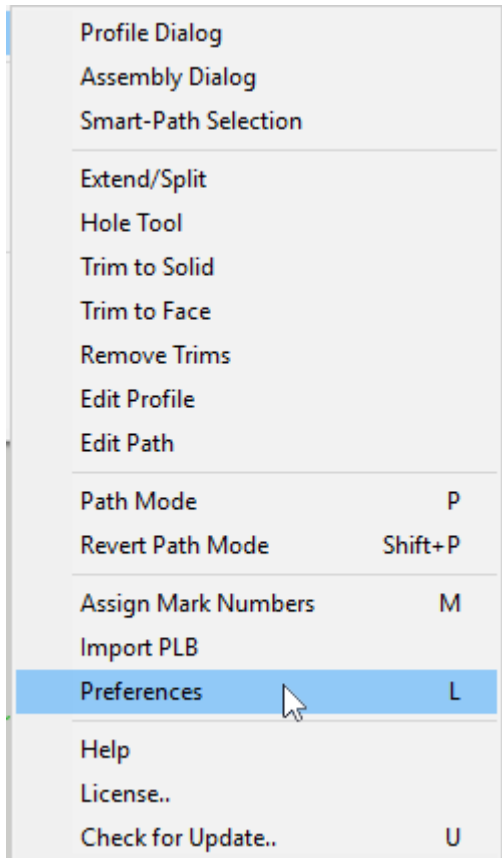 Profile Dialog
Assembly Dialog
Smart-Path Selection
Extend/Split
Hole Tool
Trim to Solid
Trim to Face
Remove Trims
Edit Profile
Edit Path
Path Mode P
Revert Path Mode Shift+P
Assign Mark Numbers M
Import PLB
Preferences L
Help
License..
Check for Update.. U